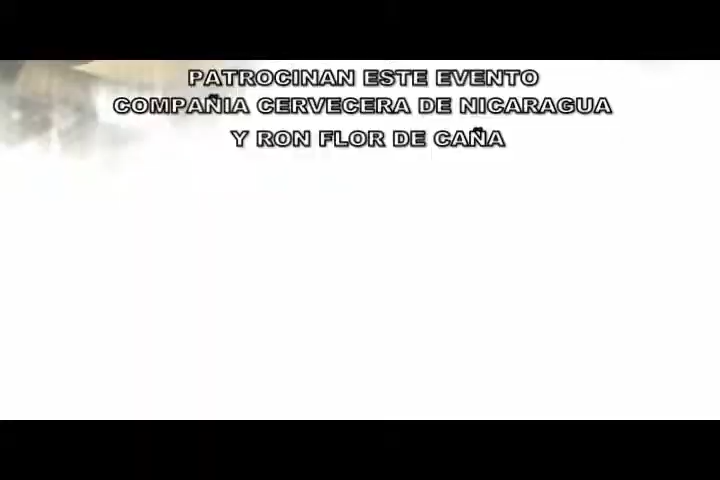 PATROCINAN ESTE EVENTO
COMPAÑIA CERVECERA DE NICARAGUA
Y RON FLOR DE CAÑA